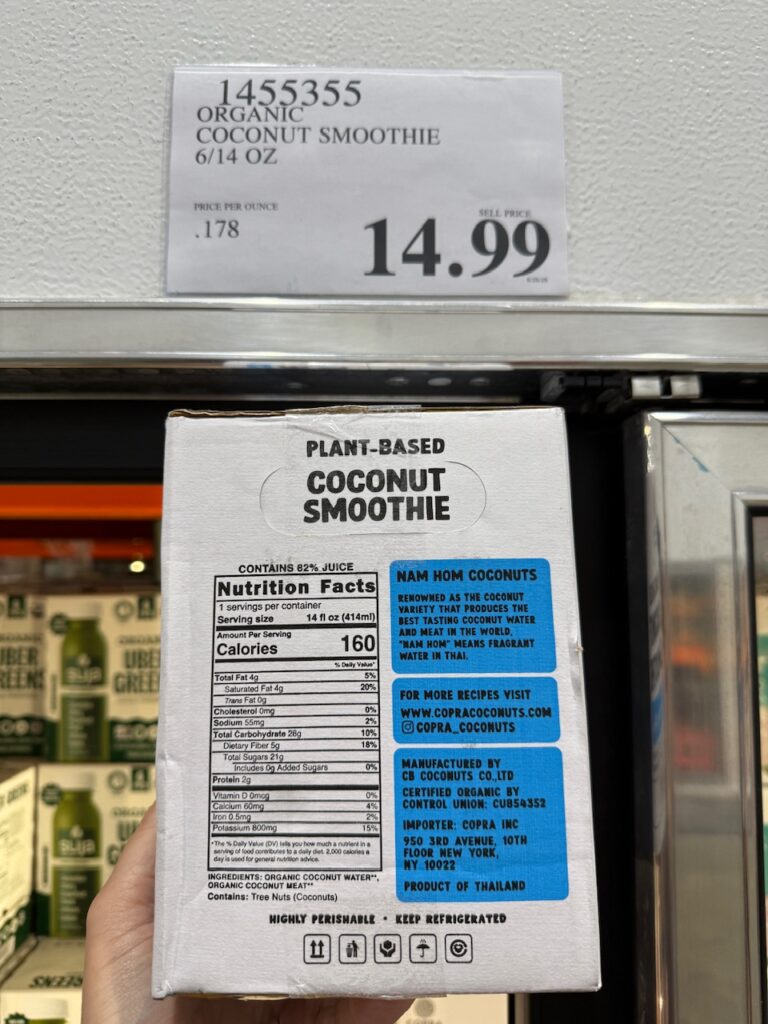 1455355
ORGANIC
COCONUT SMOOTHIE
6/14 OZ
PRICE PER OUNCE
.178
SELL PRICE
14.99
PLANT-BASED
COCONUT
SMOOTHIE
CONTAINS 82% JUICE
Nutrition Facts
1 servings per container
Serving size 14 fl oz (414ml)
Amount Per Serving
Calories 160
% Daily Value*
Total Fat 4g 5%
Saturated Fat 4g 20%
Trans Fat 0g
Cholesterol 0mg 0%
Sodium 55mg 2%
Total Carbohydrate 28g 10%
Dietary Fiber 5g 18%
Total Sugars 21g
Includes 0g Added Sugars 0%
Protein 2g
Vitamin D 0mcg 0%
Calcium 60mg 4%
Iron 0.5mg 2%
Potassium 800mg 15%
*The % Daily Value (DV) tells you how much a nutrient in a
serving of food contributes to a daily diet. 2,000 calories a
day is used for general nutrition advice.
INGREDIENTS: ORGANIC COCONUT WATER**,
ORGANIC COCONUT MEAT**
Contains: Tree Nuts (Coconuts)
NAM HOM COCONUTS
RENOWNED AS THE COCONUT
VARIETY THAT PRODUCES THE
BEST TASTING COCONUT WATER
AND MEAT IN THE WORLD,
"NAM HOM" MEANS FRAGRANT
WATER IN THAI.
FOR MORE RECIPES VISIT
WWW.COPRACOCONUTS.COM
COPRA_COCONUTS
MANUFACTURED BY
CB COCONUTS CO.,LTD
CERTIFIED ORGANIC BY
CONTROL UNION: CU854352
IMPORTER: COPRA INC
950 3RD AVENUE, 10TH
FLOOR NEW YORK,
NY 10022
PRODUCT OF THAILAND
HIGHLY PERISHABLE • KEEP REFRIGERATED
ORGANIC
UBER
GREENS
SUJA